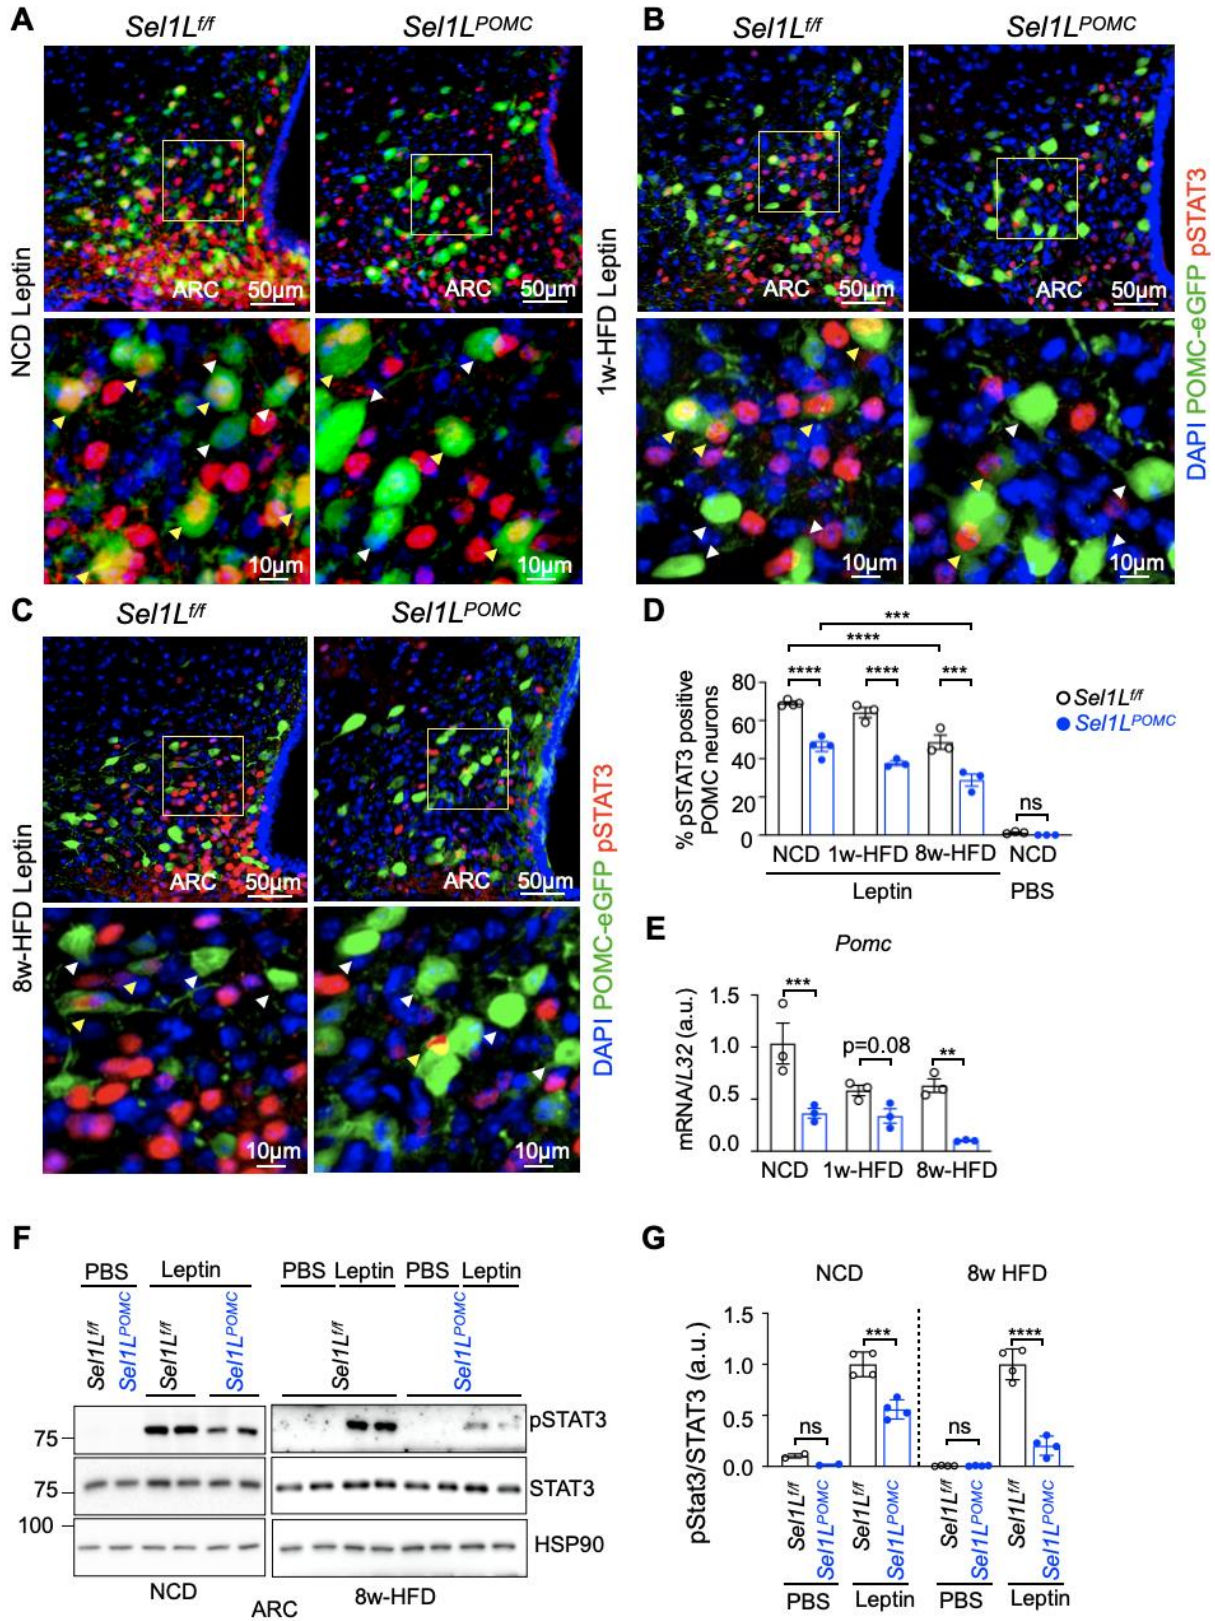 A
Sel1L^f/f
Sel1L^POMC
NCD Leptin
ARC
50µm
ARC
50µm
10µm
10µm
B
Sel1L^f/f
Sel1L^POMC
1w-HFD Leptin
ARC
50µm
ARC
50µm
10µm
10µm
DAPI POMC-eGFP pSTAT3
C
Sel1L^f/f
Sel1L^POMC
8w-HFD Leptin
ARC
50µm
ARC
50µm
10µm
10µm
DAPI POMC-eGFP pSTAT3
D
***
****
**** **** ***
ns
Sel1L^f/f
Sel1L^POMC
% pSTAT3 positive
POMC neurons
80
60
40
20
0
NCD 1w-HFD 8w-HFD NCD
Leptin PBS
E
Pomc
***
p=0.08
**
mRNA/L32 (a.u.)
1.5
1.0
0.5
0.0
NCD 1w-HFD 8w-HFD
F
PBS Leptin PBS Leptin PBS Leptin
Sel1L^f/f
Sel1L^POMC
Sel1L^f/f
Sel1L^POMC
Sel1L^f/f
Sel1L^POMC
75
pSTAT3
75
STAT3
100
HSP90
NCD
8w-HFD
ARC
G
NCD 8w HFD
pStat3/STAT3 (a.u.)
1.5
1.0
0.5
0.0
ns
***
ns
****
Sel1L^f/f
Sel1L^POMC
Sel1L^f/f
Sel1L^POMC
Sel1L^f/f
Sel1L^POMC
Sel1L^f/f
Sel1L^POMC
PBS Leptin PBS Leptin